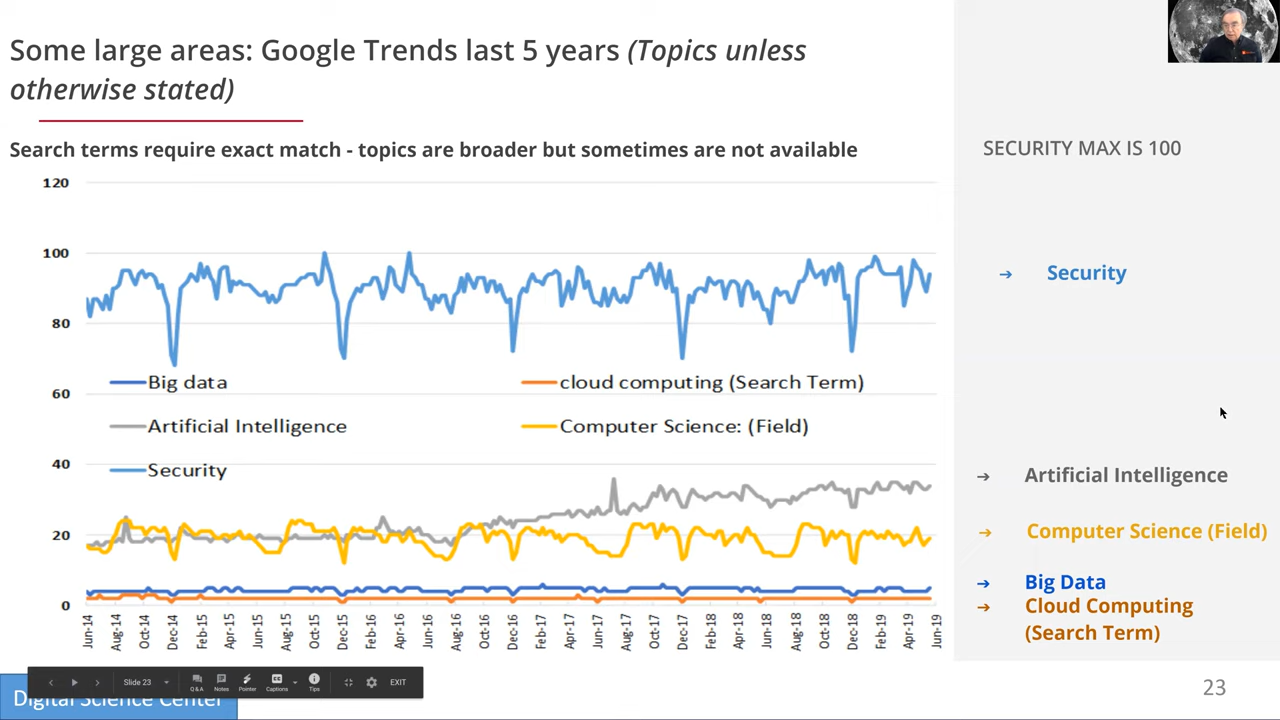 Some large areas: Google Trends last 5 years (Topics unless
otherwise stated)
Search terms require exact match - topics are broader but sometimes are not available
SECURITY MAX IS 100
120
100
80
60
40
20
0
Big data
cloud computing (Search Term)
Artificial Intelligence
Computer Science: (Field)
Security
Jun-14
Aug-14
Oct-14
Dec-14
Feb-15
Apr-15
Jun-15
Aug-15
Oct-15
Dec-15
Feb-16
Apr-16
Jun-16
Aug-16
Oct-16
Dec-16
Feb-17
Apr-17
Jun-17
Aug-17
Oct-17
Dec-17
Feb-18
Apr-18
Jun-18
Aug-18
Oct-18
Dec-18
Feb-19
Apr-19
Jun-19
➔ Security
➔ Artificial Intelligence
➔ Computer Science (Field)
➔ Big Data
➔ Cloud Computing
(Search Term)
Slide 23
Q&A
Notes
Pointer
Captions
Tips
EXIT
Digital Science Center
23